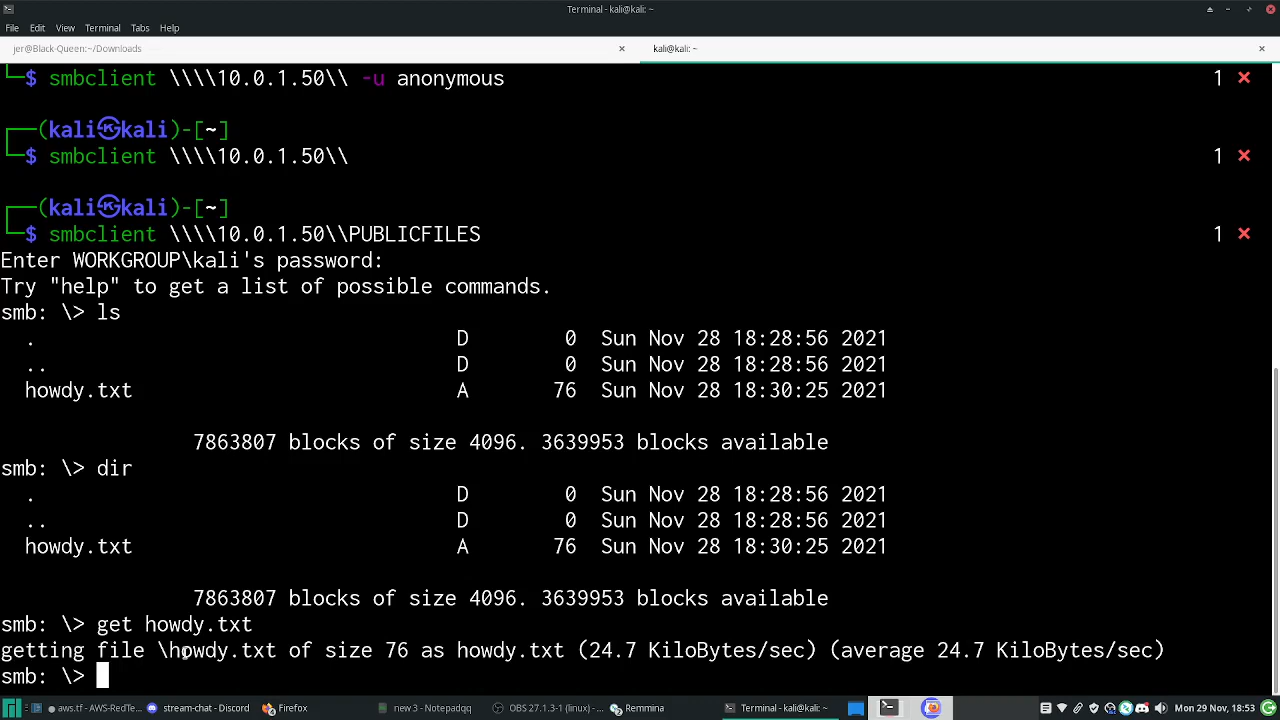 Terminal - kali@kali: ~
File Edit View Terminal Tabs Help
jer@Black-Queen:~/Downloads × kali@kali: ~ ×
└─$ smbclient \\\\10.0.1.50\\ -u anonymous 1 ✗
┌──(kali㉿kali)-[~]
└─$ smbclient \\\\10.0.1.50\\ 1 ✗
┌──(kali㉿kali)-[~]
└─$ smbclient \\\\10.0.1.50\\PUBLICFILES 1 ✗
Enter WORKGROUP\kali's password:
Try "help" to get a list of possible commands.
smb: \> ls
. D 0 Sun Nov 28 18:28:56 2021
.. D 0 Sun Nov 28 18:28:56 2021
howdy.txt A 76 Sun Nov 28 18:30:25 2021
7863807 blocks of size 4096. 3639953 blocks available
smb: \> dir
. D 0 Sun Nov 28 18:28:56 2021
.. D 0 Sun Nov 28 18:28:56 2021
howdy.txt A 76 Sun Nov 28 18:30:25 2021
7863807 blocks of size 4096. 3639953 blocks available
smb: \> get howdy.txt
getting file \howdy.txt of size 76 as howdy.txt (24.7 KiloBytes/sec) (average 24.7 KiloBytes/sec)
smb: \>
aws.tf - AWS-RedTe... stream-chat - Discord Firefox new 3 - Notepadqq OBS 27.1.3-1 (linux) -... Remmina Terminal - kali@kali: ~ Mon 29 Nov, 18:53